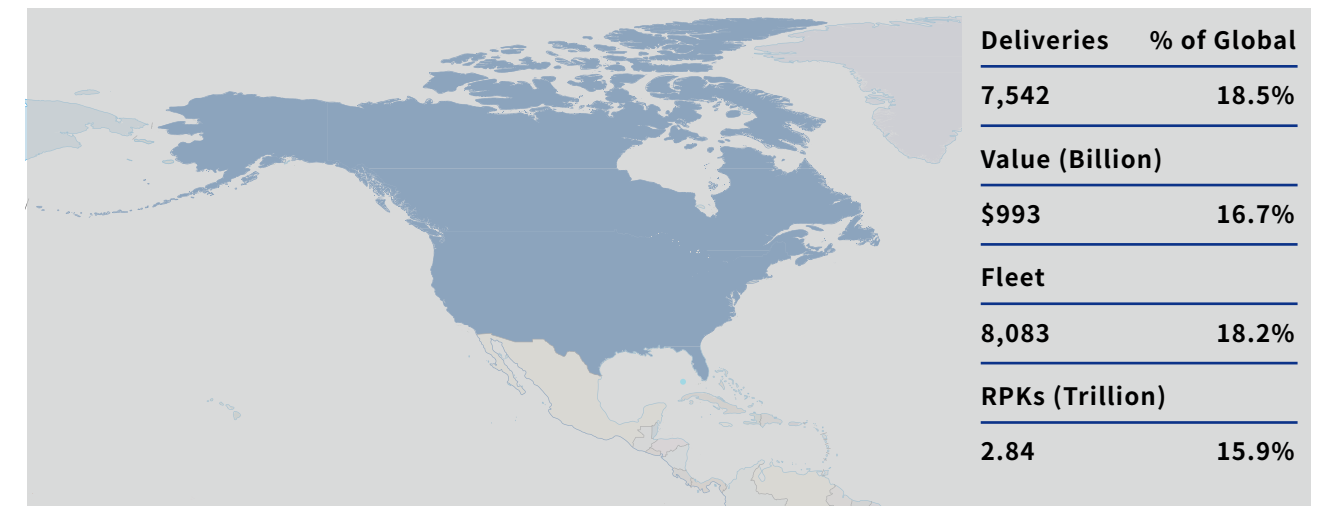 Deliveries % of Global
7,542 18.5%
Value (Billion)
$993 16.7%
Fleet
8,083 18.2%
RPKs (Trillion)
2.84 15.9%